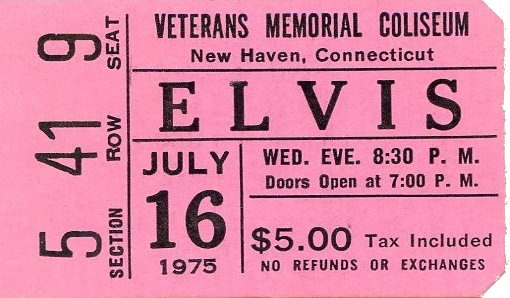 VETERANS MEMORIAL COLISEUM
New Haven, Connecticut
ELVIS
JULY
16
1975
WED. EVE. 8:30 P. M.
Doors Open at 7:00 P. M.
$5.00 Tax Included
NO REFUNDS OR EXCHANGES
SECTION 5
ROW 41
SEAT 9